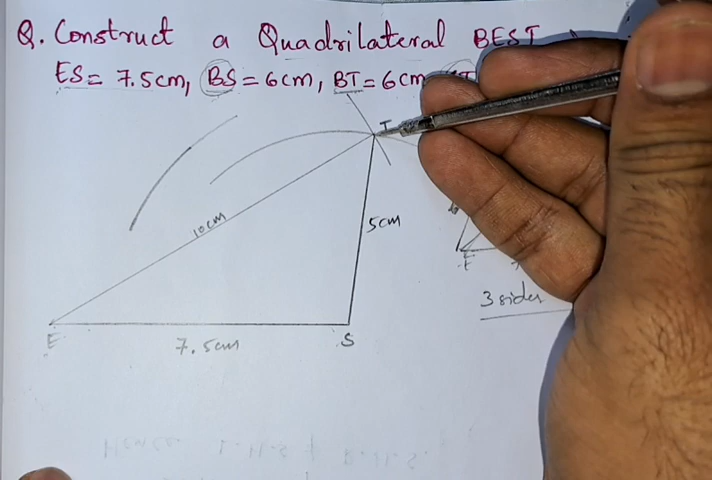 Q. Construct a Quadrilateral BEST
ES = 7.5cm, BS = 6cm, BT = 6cm
T
10cm
5cm
E
3 sides
E
S
7.5cm